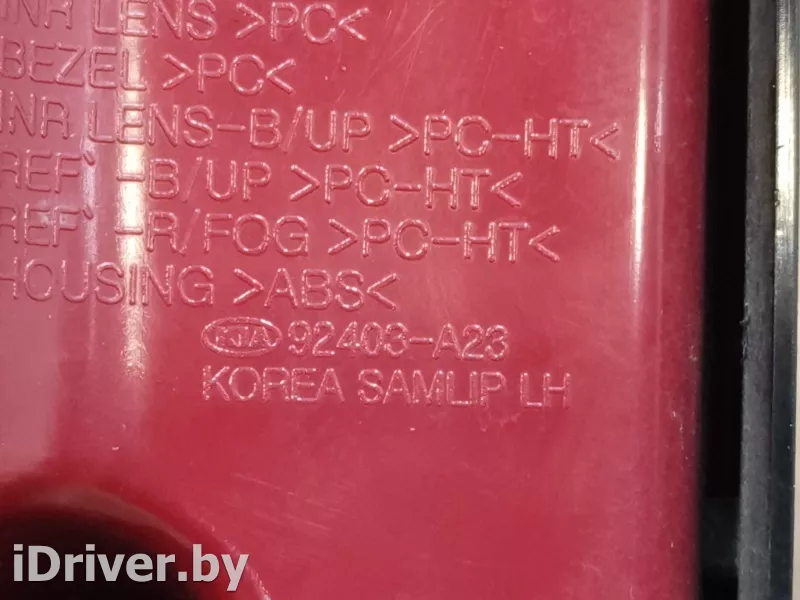 INR LENS >PC<
BEZEL >PC<
INR LENS-B/UP >PC-HT<
REF`-B/UP >PC-HT<
REF`-R/FOG >PC-HT<
HOUSING >ABS<
KIA 92403-A23
KOREA SAMLIP LH
iDriver.by